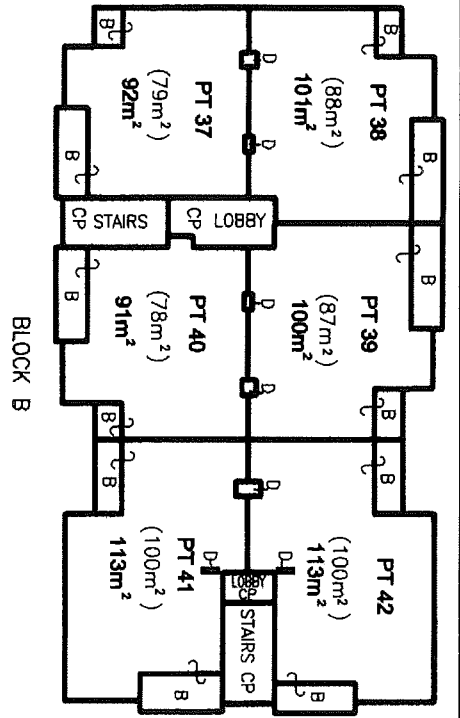 B
B
D
PT 37
(79m²)
92m²
PT 38
(88m²)
101m²
D
B
B
CP STAIRS
CP LOBBY
B
B
D
PT 40
(78m²)
91m²
PT 39
(87m²)
100m²
D
B
B
BLOCK B
B
B
D
PT 41
(100m²)
113m²
PT 42
(100m²)
113m²
D
D
LOBBY
CP
STAIRS CP
B
B